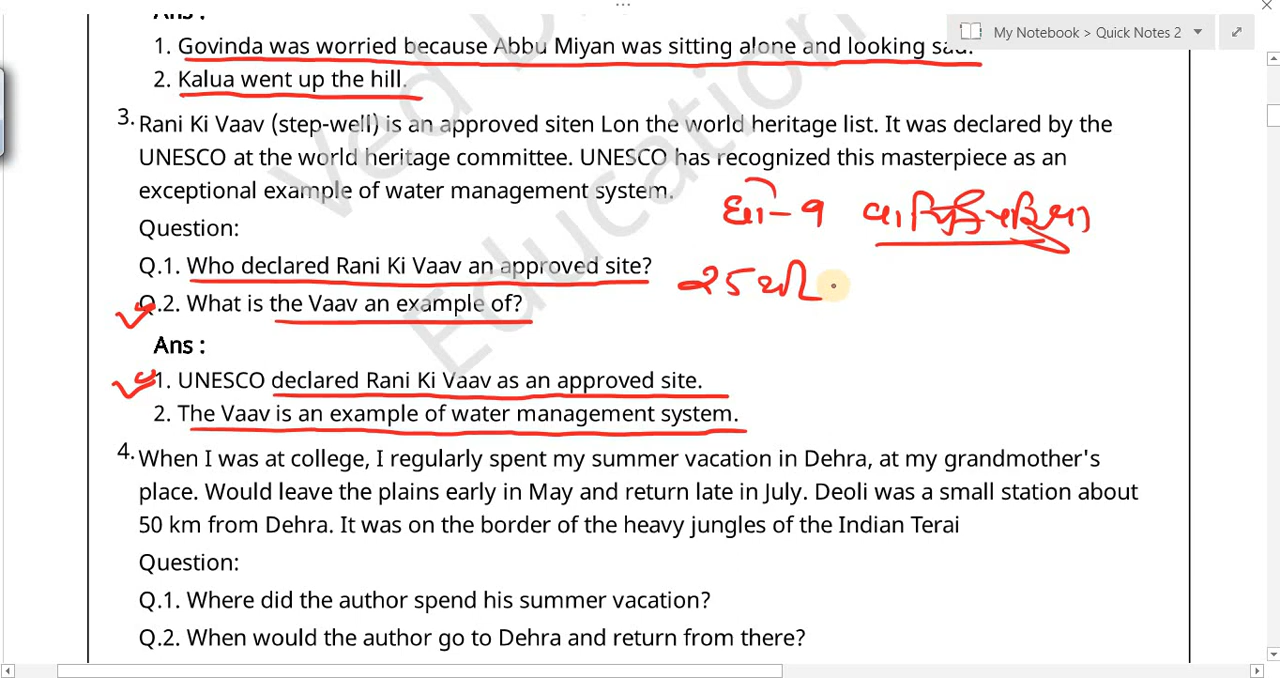 Ans :
My Notebook > Quick Notes 2
1. Govinda was worried because Abbu Miyan was sitting alone and looking sad.
2. Kalua went up the hill.
3. Rani Ki Vaav (step-well) is an approved siten Lon the world heritage list. It was declared by the
UNESCO at the world heritage committee. UNESCO has recognized this masterpiece as an
exceptional example of water management system.
ધો-૧
Question:
Q.1. Who declared Rani Ki Vaav an approved site?
Q.2. What is the Vaav an example of?
Ans :
1. UNESCO declared Rani Ki Vaav as an approved site.
2. The Vaav is an example of water management system.
4. When I was at college, I regularly spent my summer vacation in Dehra, at my grandmother's
place. Would leave the plains early in May and return late in July. Deoli was a small station about
50 km from Dehra. It was on the border of the heavy jungles of the Indian Terai
Question:
Q.1. Where did the author spend his summer vacation?
Q.2. When would the author go to Dehra and return from there?
Education